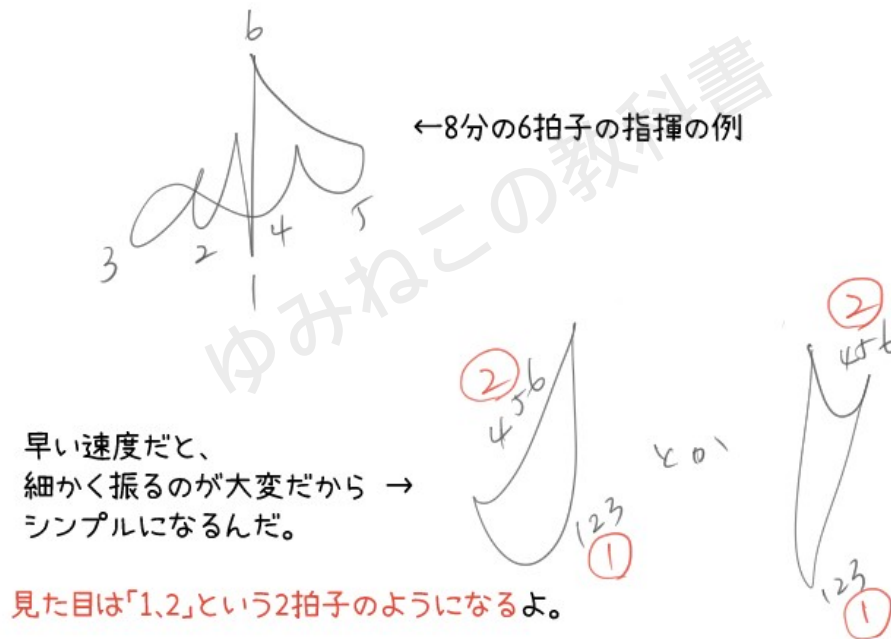 6
←8分の6拍子の指揮の例
3
2
4
5
1
ゆみねこの教科書
2
456
123
1
とか
2
456
123
1
早い速度だと、
細かく振るのが大変だから →
シンプルになるんだ。
見た目は「1、2」という2拍子のようになるよ。